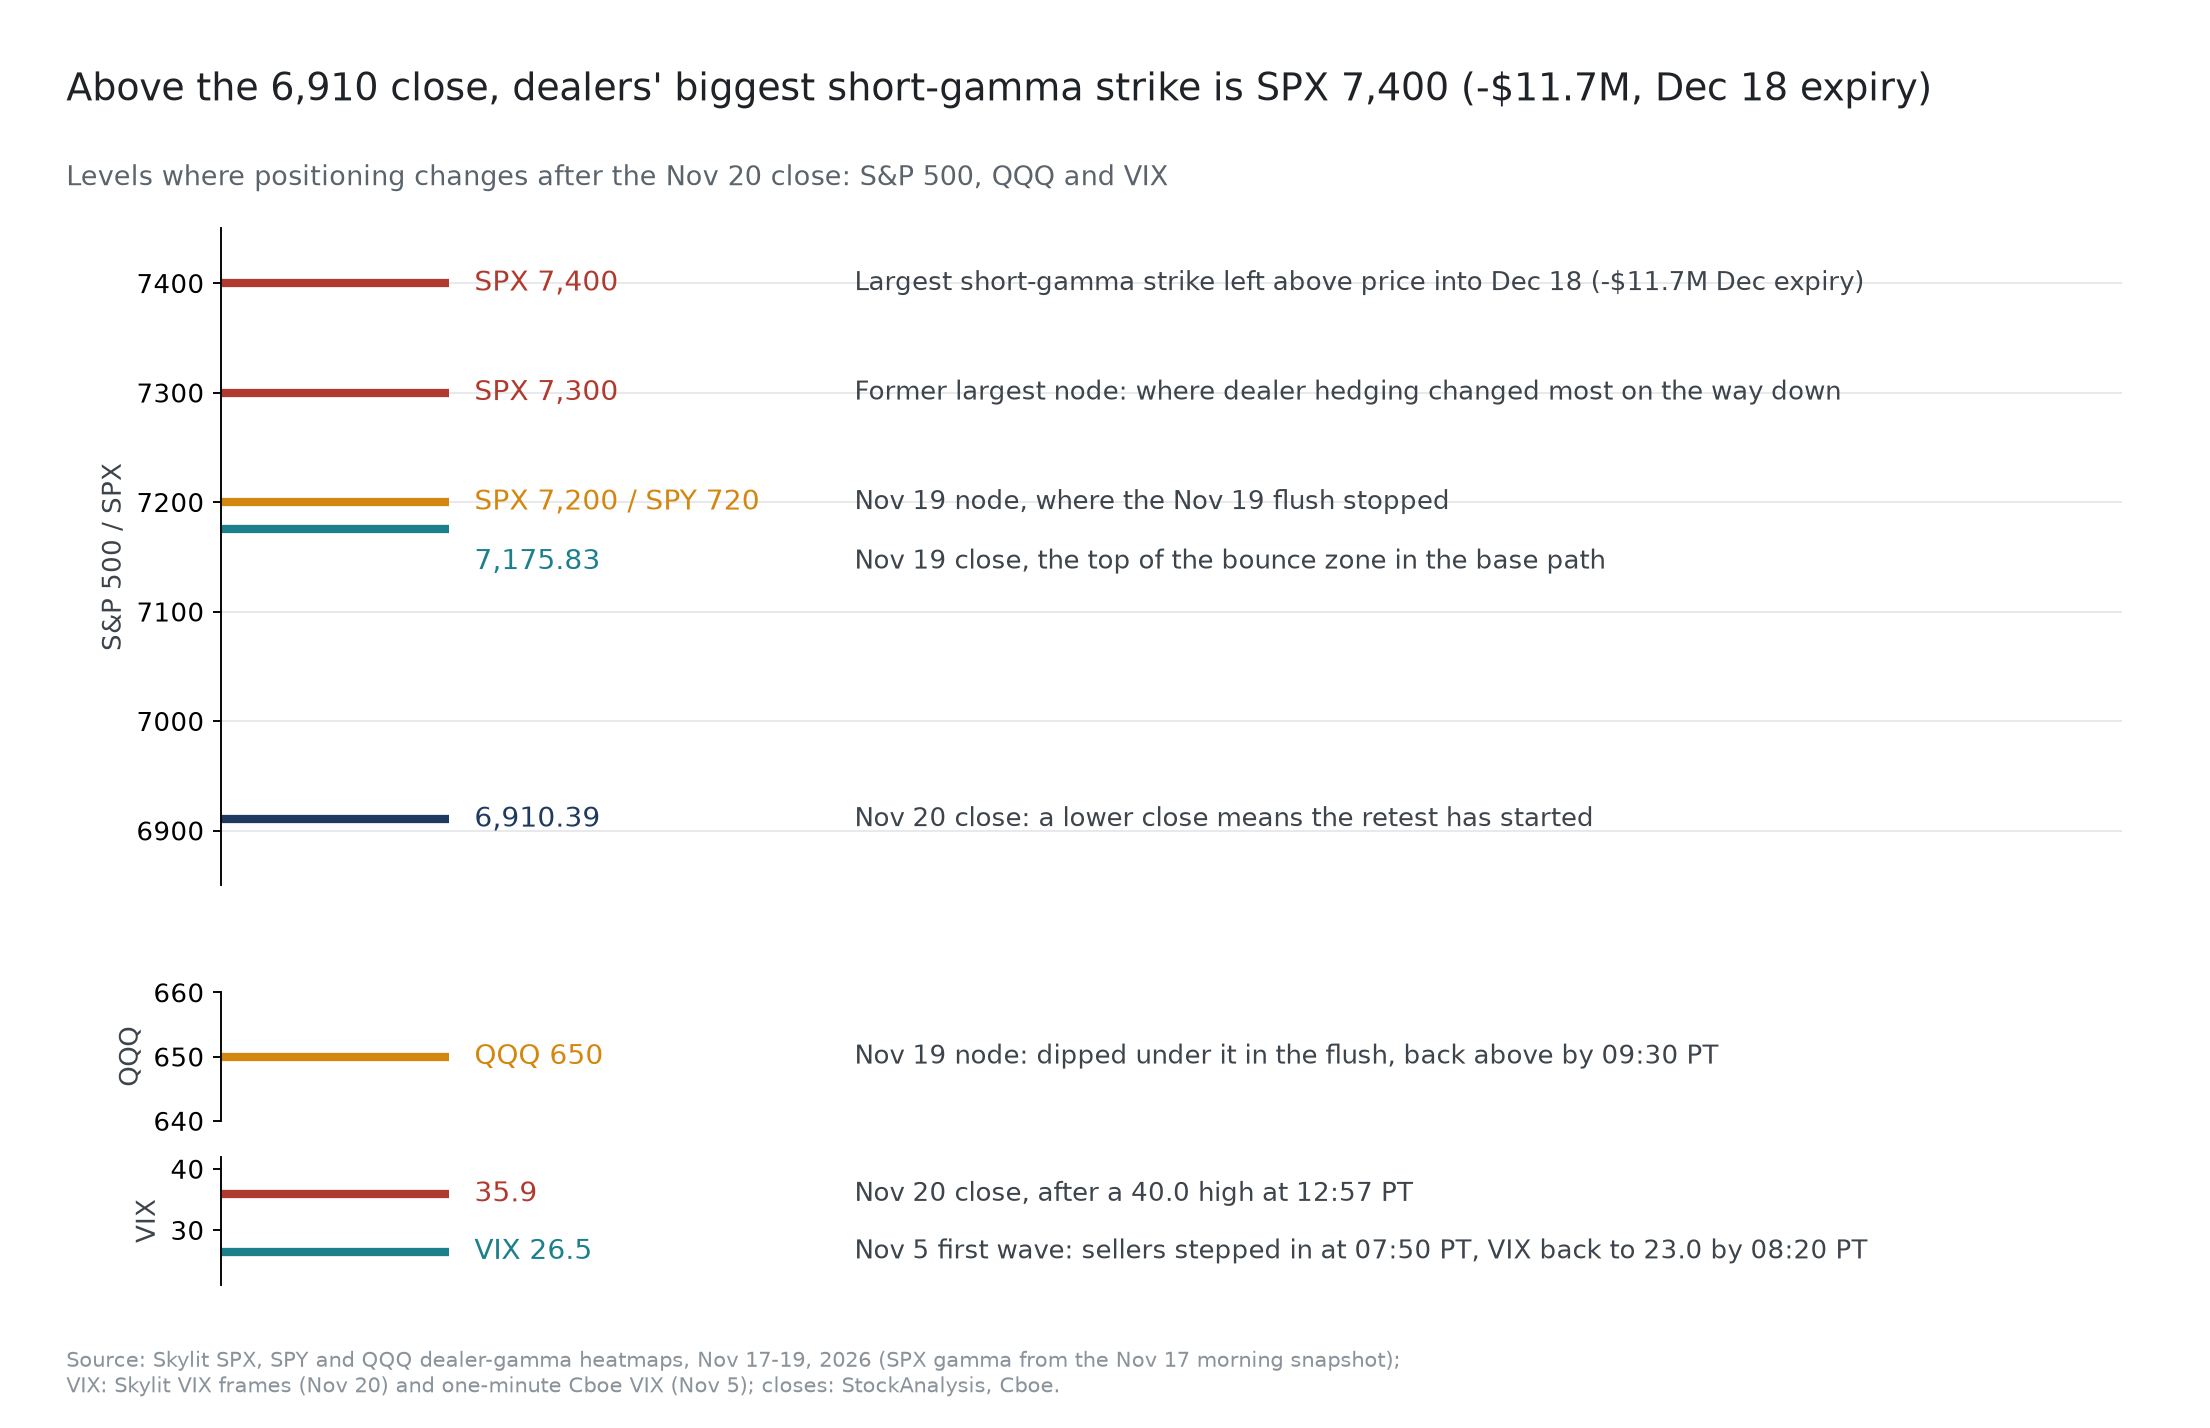 Above the 6,910 close, dealers' biggest short-gamma strike is SPX 7,400 (-$11.7M, Dec 18 expiry)
Levels where positioning changes after the Nov 20 close: S&P 500, QQQ and VIX
S&P 500 / SPX
7400 SPX 7,400 Largest short-gamma strike left above price into Dec 18 (-$11.7M Dec expiry)
7300 SPX 7,300 Former largest node: where dealer hedging changed most on the way down
7200 SPX 7,200 / SPY 720 Nov 19 node, where the Nov 19 flush stopped
7,175.83 Nov 19 close, the top of the bounce zone in the base path
7100
7000
6,910.39 Nov 20 close: a lower close means the retest has started
6900
QQQ
660
650 QQQ 650 Nov 19 node: dipped under it in the flush, back above by 09:30 PT
640
VIX
40
35.9 Nov 20 close, after a 40.0 high at 12:57 PT
30
VIX 26.5 Nov 5 first wave: sellers stepped in at 07:50 PT, VIX back to 23.0 by 08:20 PT
Source: Skylit SPX, SPY and QQQ dealer-gamma heatmaps, Nov 17-19, 2026 (SPX gamma from the Nov 17 morning snapshot);
VIX: Skylit VIX frames (Nov 20) and one-minute Cboe VIX (Nov 5); closes: StockAnalysis, Cboe.